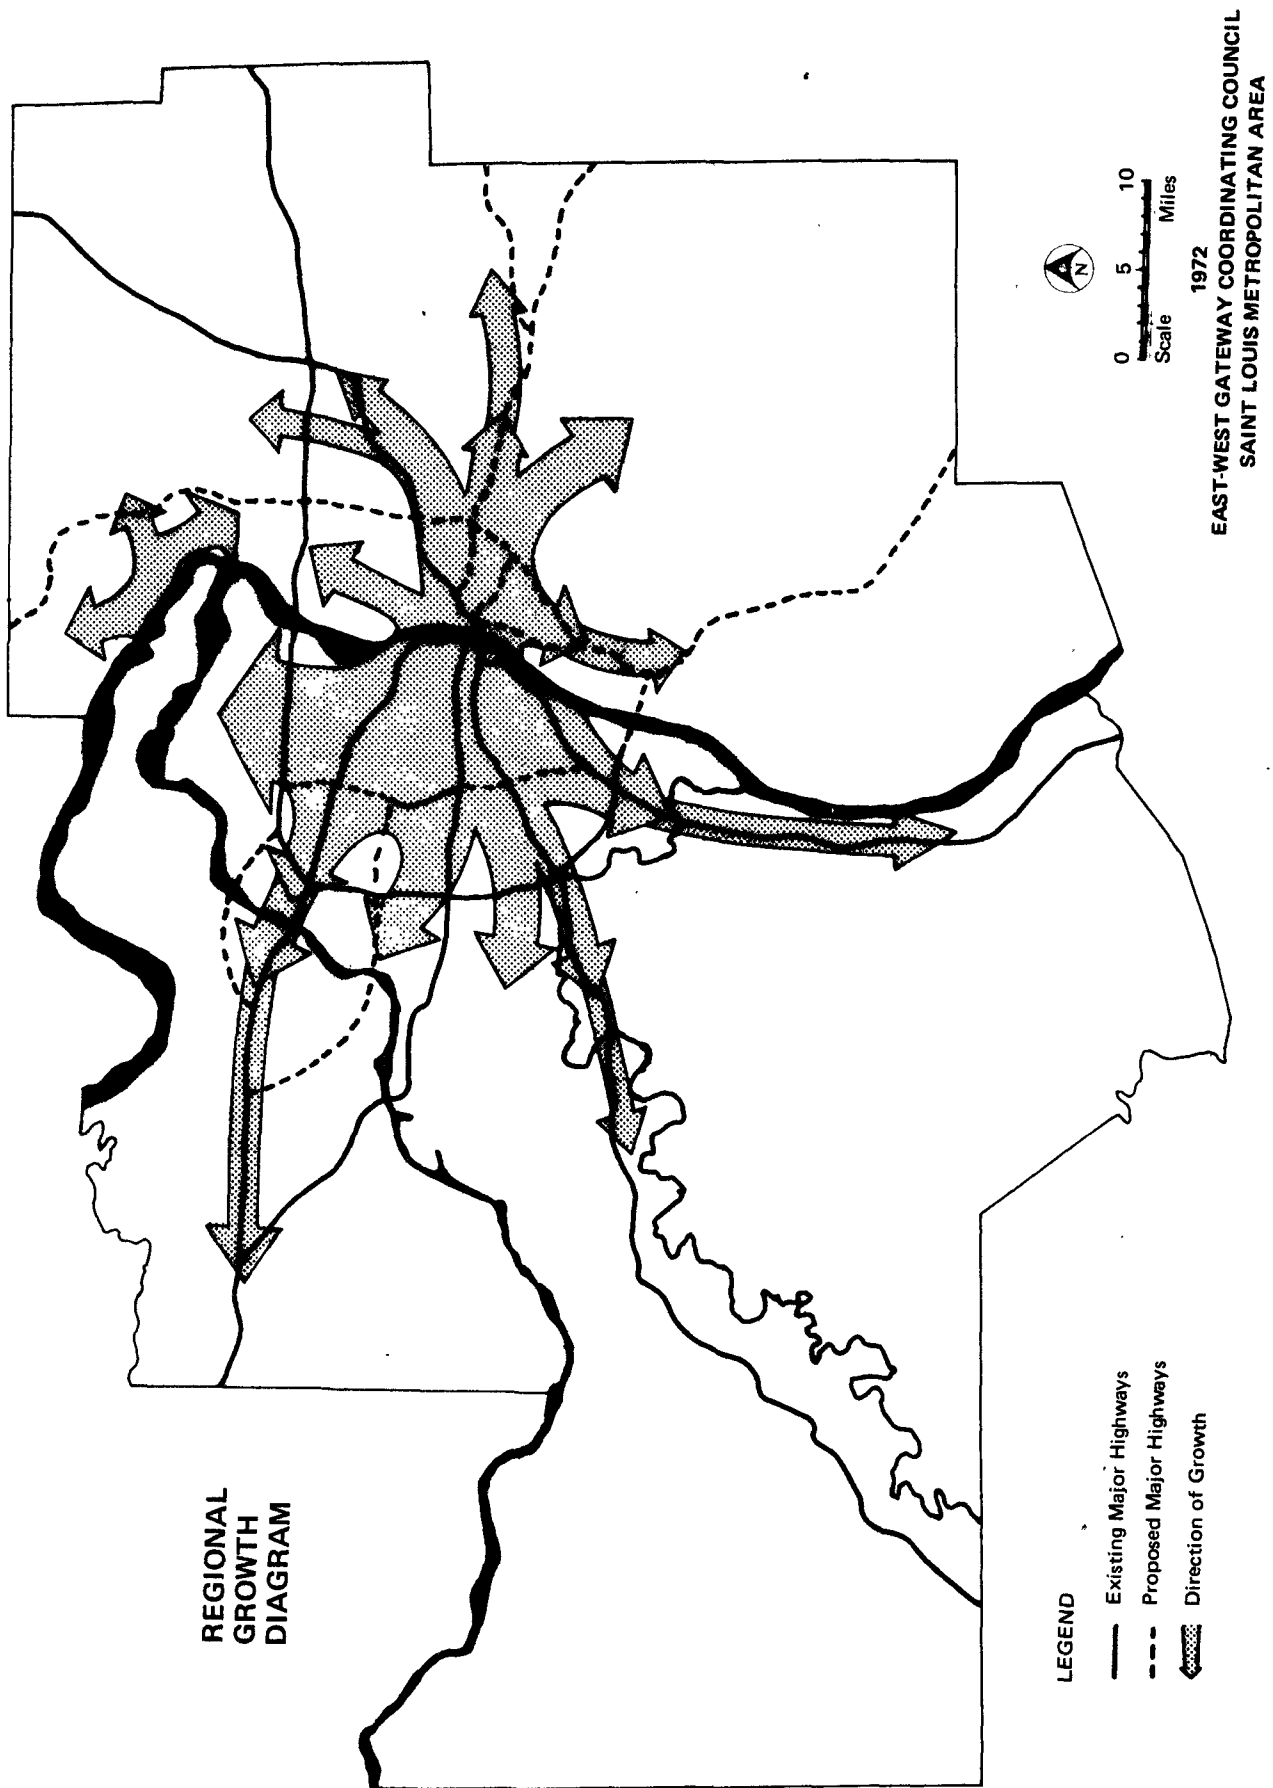 REGIONAL
GROWTH
DIAGRAM
LEGEND
Existing Major Highways
Proposed Major Highways
Direction of Growth
N
0 5 10
Scale Miles
1972
EAST-WEST GATEWAY COORDINATING COUNCIL
SAINT LOUIS METROPOLITAN AREA